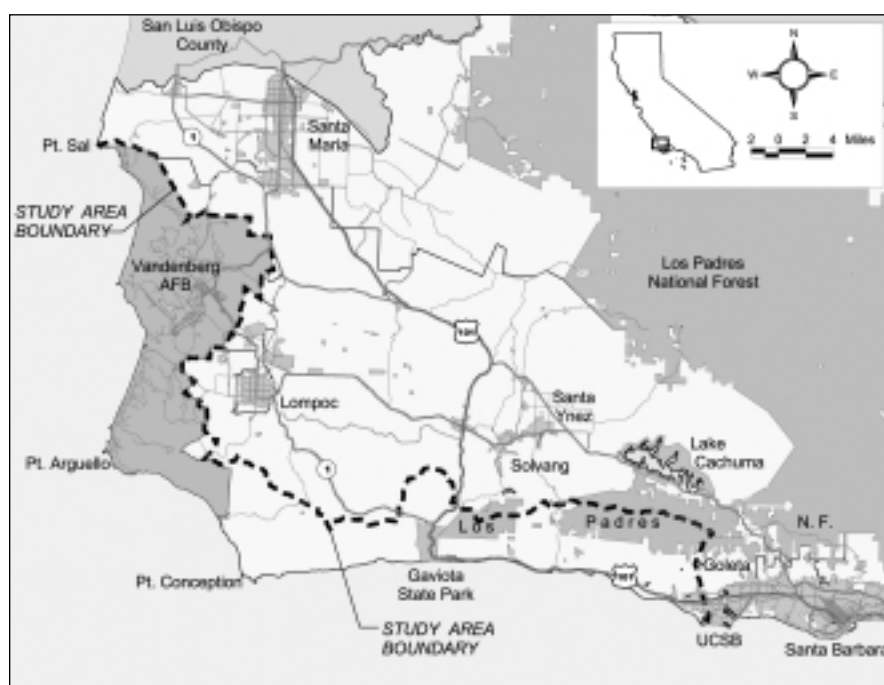 San Luis Obispo
County
N
W
E
S
2 0 2 4 Miles
1
Santa
Maria
Pt. Sal
STUDY AREA
BOUNDARY
Vandenberg
AFB
Los Padres
National Forest
101
Lompoc
Santa
Ynez
Lake
Cachuma
Solvang
Pt. Arguello
1
Los
Padres
N. F.
Goleta
Pt. Conception
Gaviota
State Park
101
UCSB
STUDY AREA
BOUNDARY
Santa Barbara